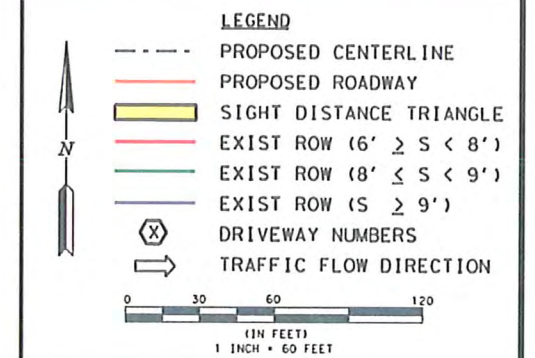 LEGEND
PROPOSED CENTERLINE
PROPOSED ROADWAY
SIGHT DISTANCE TRIANGLE
N
EXIST ROW (6' ≥ S < 8')
EXIST ROW (8' ≤ S < 9')
EXIST ROW (S ≥ 9')
X DRIVEWAY NUMBERS
TRAFFIC FLOW DIRECTION
0 30 60 120
(IN FEET)
1 INCH = 60 FEET